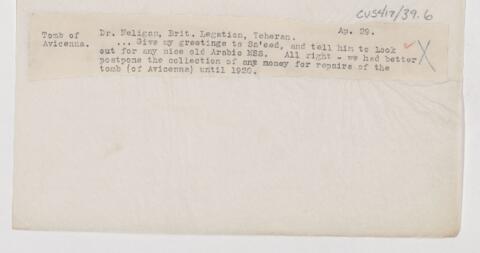 CUS417/39.6
Tomb of Avicenna.
Dr. Neligan, Brit. Legation, Teheran. Ap. 29.
... Give my greetings to Sa'eed, and tell him to look
out for any nice old Arabic MSS. All right - we had better
postpone the collection of any money for repairs of the
tomb (of Avicenna) until 1920.